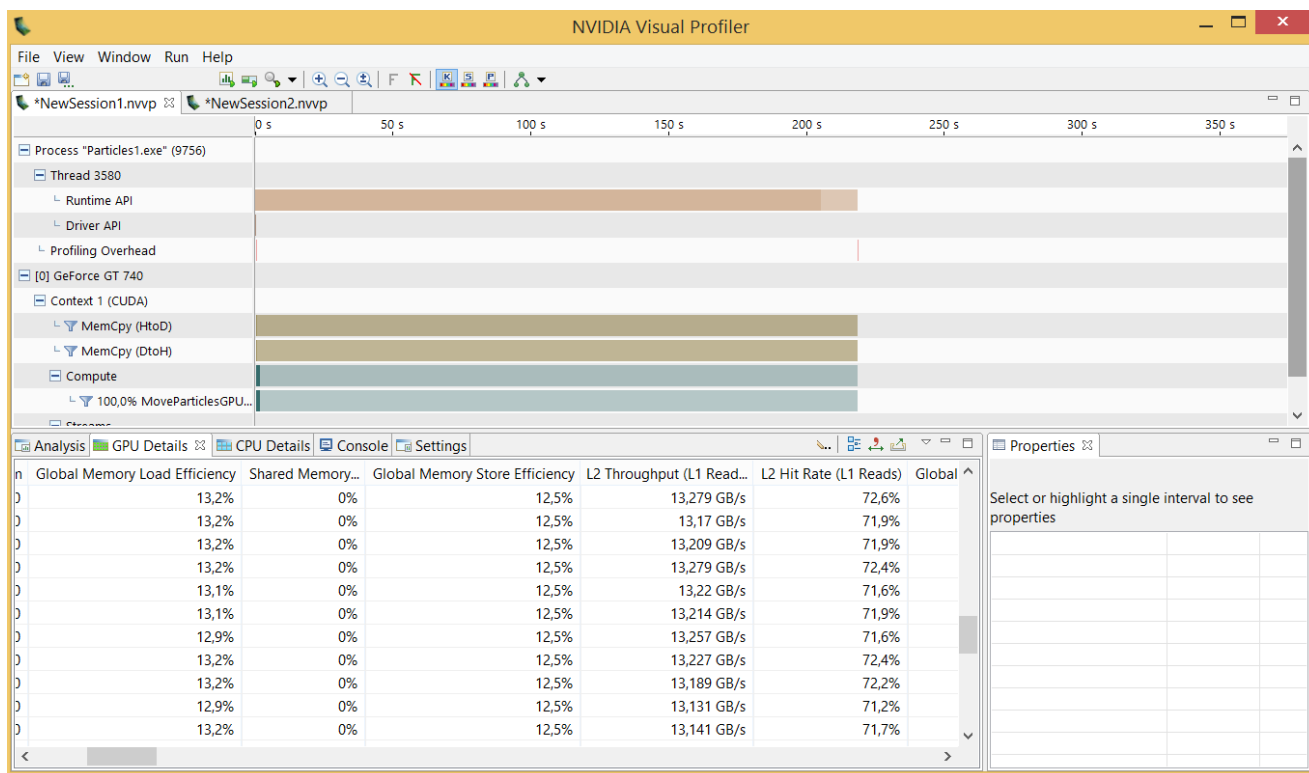 NVIDIA Visual Profiler
File View Window Run Help
*NewSession1.nvvp *NewSession2.nvvp
0 s 50 s 100 s 150 s 200 s 250 s 300 s 350 s
Process "Particles1.exe" (9756)
Thread 3580
Runtime API
Driver API
Profiling Overhead
[0] GeForce GT 740
Context 1 (CUDA)
MemCpy (HtoD)
MemCpy (DtoH)
Compute
100,0% MoveParticlesGPU...
Streams
Analysis GPU Details CPU Details Console Settings
n Global Memory Load Efficiency Shared Memory... Global Memory Store Efficiency L2 Throughput (L1 Read... L2 Hit Rate (L1 Reads) Global
13,2% 0% 12,5% 13,279 GB/s 72,6%
13,2% 0% 12,5% 13,17 GB/s 71,9%
13,2% 0% 12,5% 13,209 GB/s 71,9%
13,2% 0% 12,5% 13,279 GB/s 72,4%
13,1% 0% 12,5% 13,22 GB/s 71,6%
13,1% 0% 12,5% 13,214 GB/s 71,9%
12,9% 0% 12,5% 13,257 GB/s 71,6%
13,2% 0% 12,5% 13,227 GB/s 72,4%
13,2% 0% 12,5% 13,189 GB/s 72,2%
12,9% 0% 12,5% 13,131 GB/s 71,2%
13,2% 0% 12,5% 13,141 GB/s 71,7%
Properties
Select or highlight a single interval to see
properties